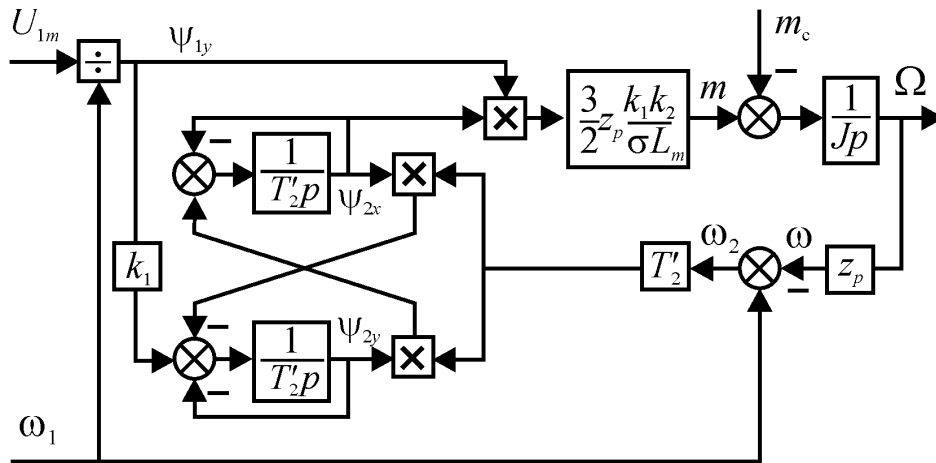 U₁ₘ
÷
ψ₁y
×
3/2 zₚ k₁k₂/σLₘ
m
m_c
−
1/Jp
Ω
−
1/T′₂p
ψ₂ₓ
×
k₁
T′₂
ω₂
ω
−
zₚ
−
1/T′₂p
ψ₂y
×
−
ω₁